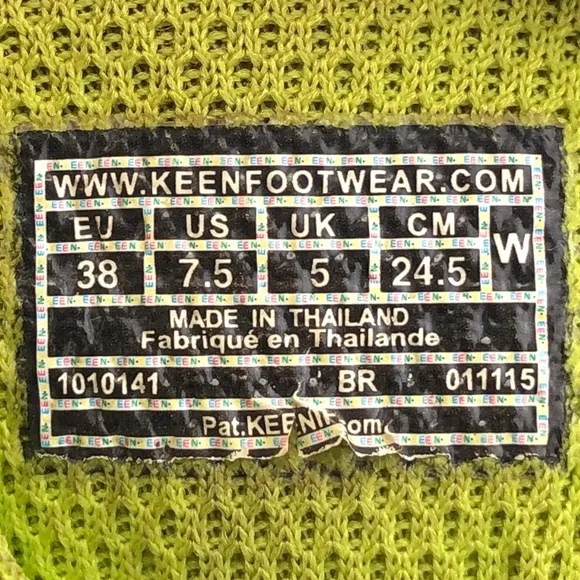 WWW.KEENFOOTWEAR.COM
EU US UK CM W
38 7.5 5 24.5
MADE IN THAILAND
Fabriqué en Thailande
1010141 BR 011115